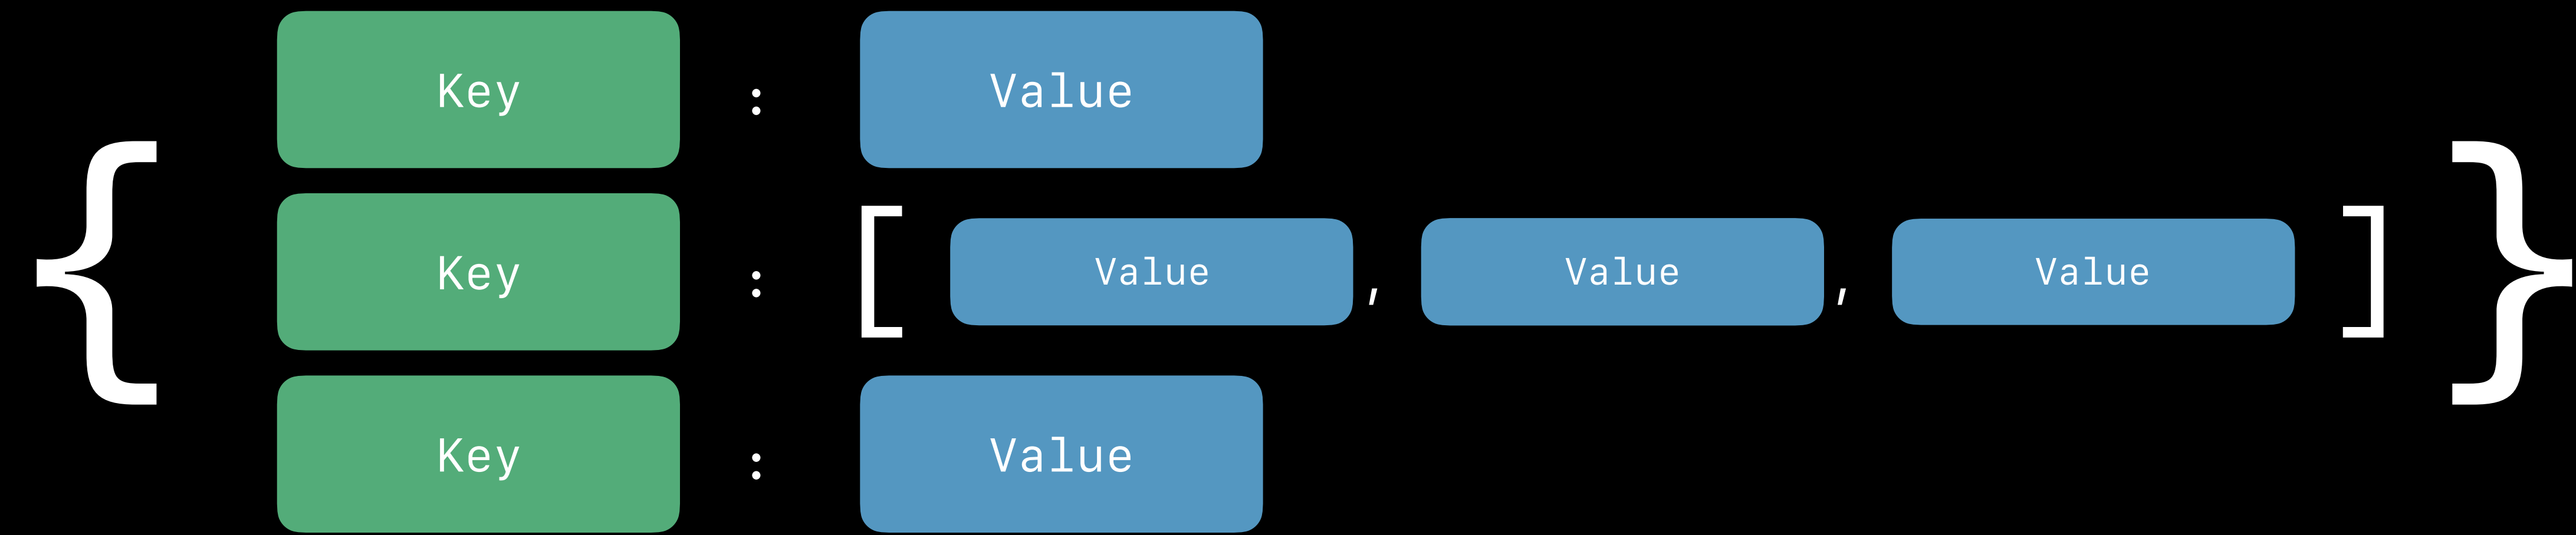 Key : Value
{ Key : [ Value , Value , Value ] }
Key : Value